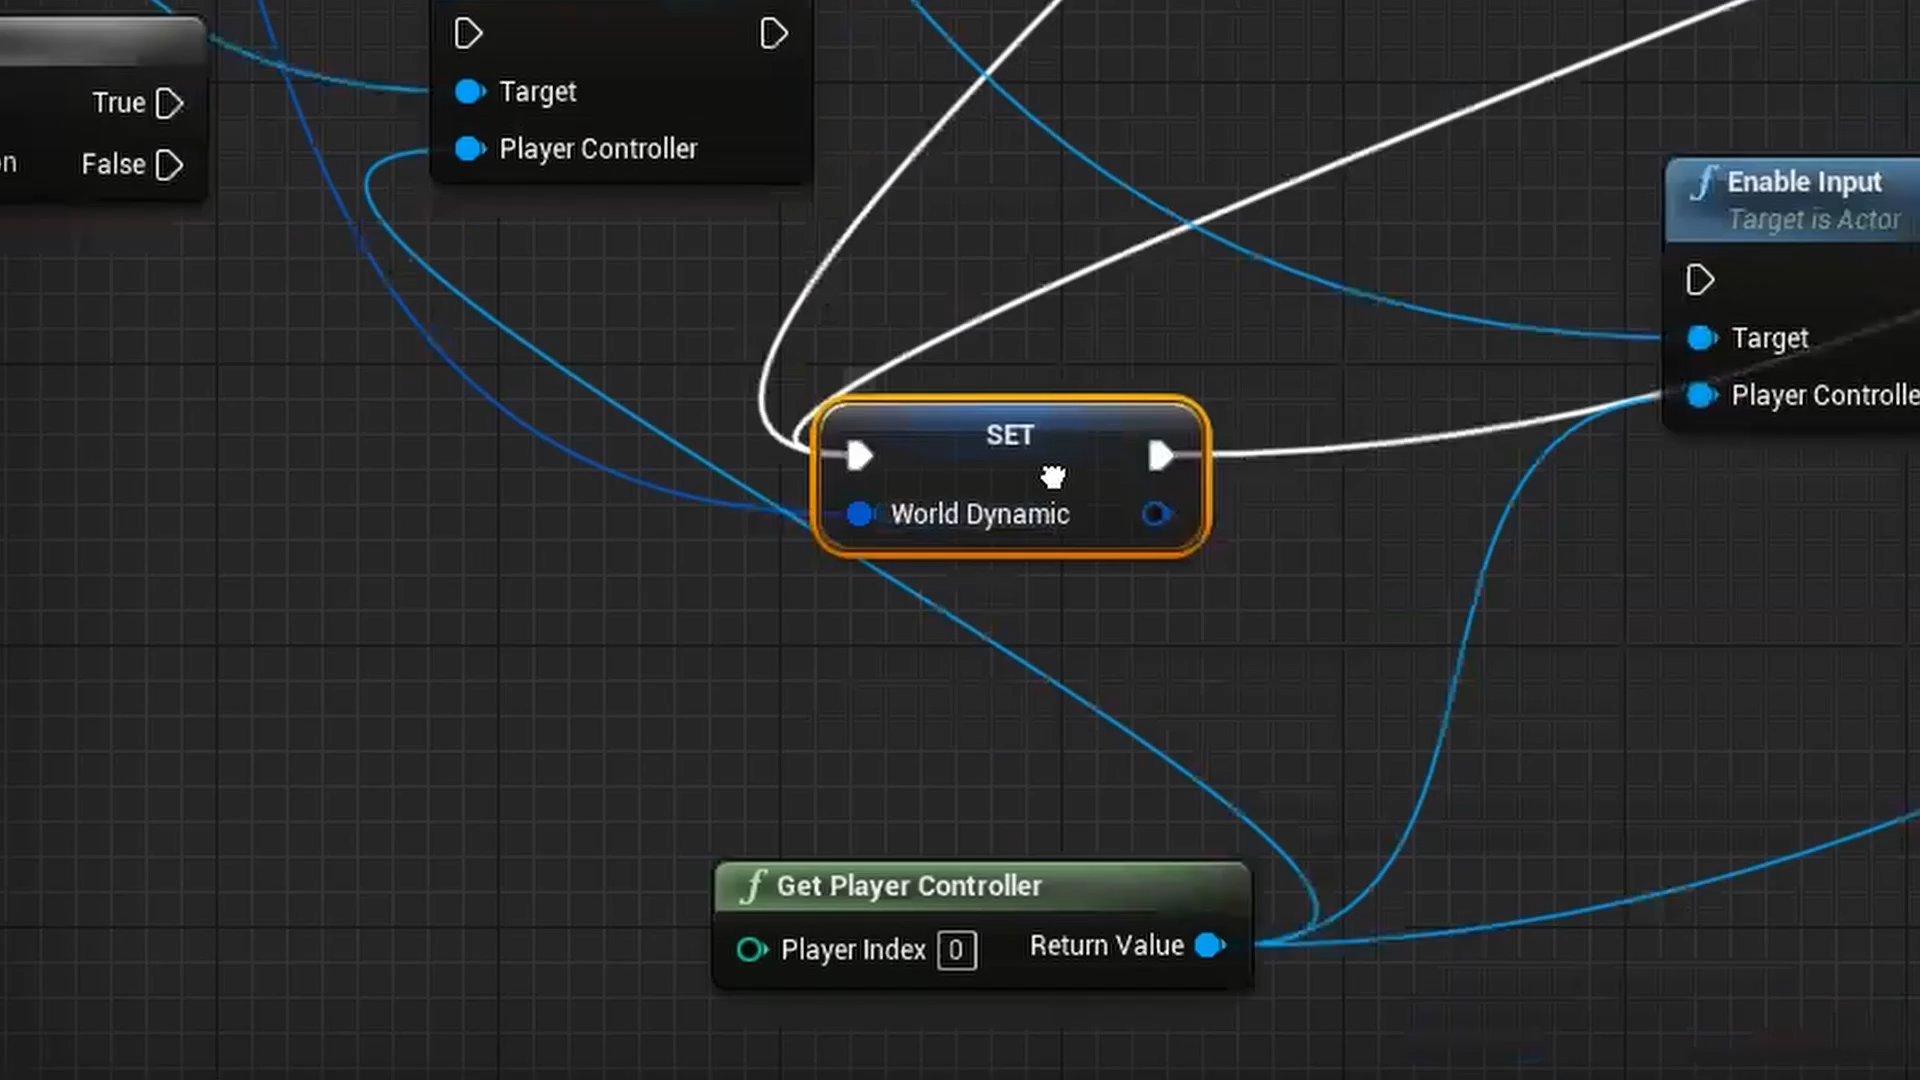 True
on False
Target
Player Controller
f Enable Input
Target is Actor
Target
Player Controlle
SET
World Dynamic
f Get Player Controller
Player Index 0 Return Value